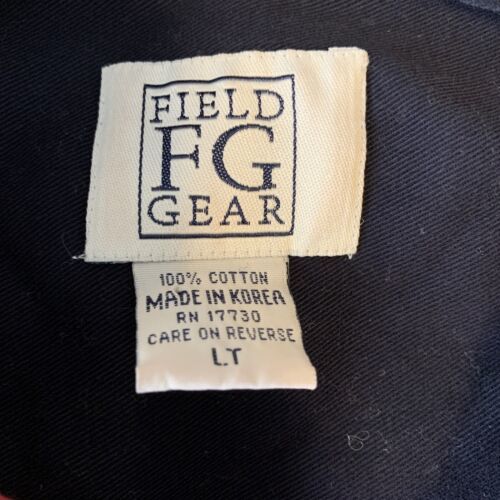 FIELD
FG
GEAR
100% COTTON
MADE IN KOREA
RN 17730
CARE ON REVERSE
LT